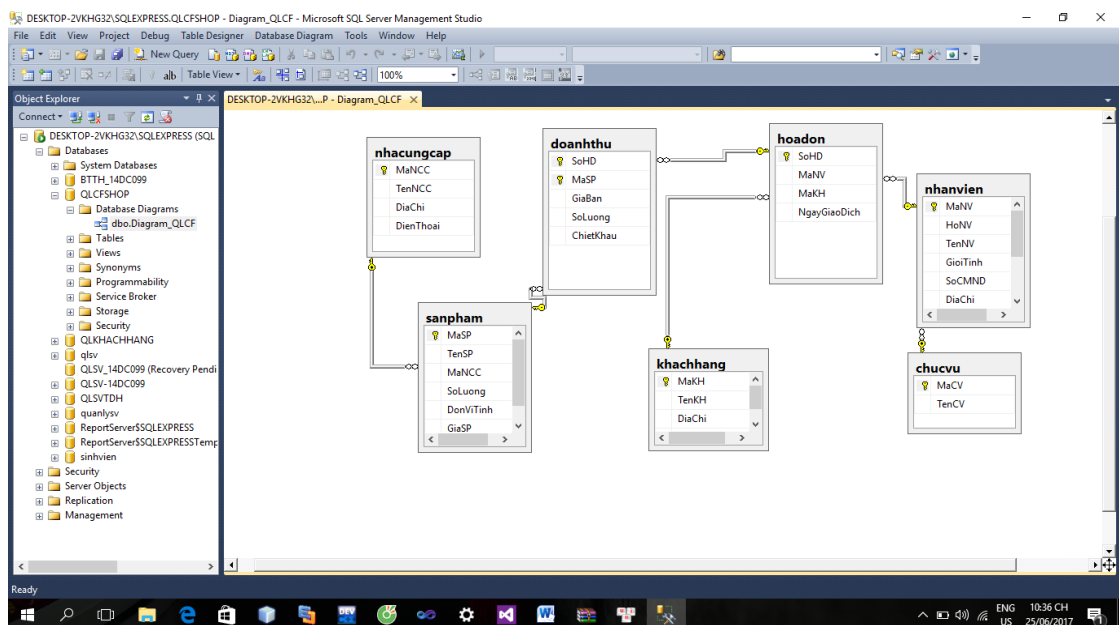 DESKTOP-2VKHG32\SQLEXPRESS.QLCFSHOP - Diagram_QLCF - Microsoft SQL Server Management Studio
File Edit View Project Debug Table Designer Database Diagram Tools Window Help
New Query
alb Table View 100%
Object Explorer
Connect
DESKTOP-2VKHG32\SQLEXPRESS (SQL
Databases
System Databases
BTTH_14DC099
QLCFSHOP
Database Diagrams
dbo.Diagram_QLCF
Tables
Views
Synonyms
Programmability
Service Broker
Storage
Security
QLKHACHHANG
qlsv
QLSV_14DC099 (Recovery Pendi
QLSV-14DC099
QLSVTDH
quanlysv
ReportServer$SQLEXPRESS
ReportServer$SQLEXPRESSTemp
sinhvien
Security
Server Objects
Replication
Management
DESKTOP-2VKHG32\...P - Diagram_QLCF
nhacungcap
MaNCC
TenNCC
DiaChi
DienThoai
doanhthu
SoHD
MaSP
GiaBan
SoLuong
ChietKhau
hoadon
SoHD
MaNV
MaKH
NgayGiaoDich
nhanvien
MaNV
HoNV
TenNV
GioiTinh
SoCMND
DiaChi
sanpham
MaSP
TenSP
MaNCC
SoLuong
DonViTinh
GiaSP
khachhang
MaKH
TenKH
DiaChi
chucvu
MaCV
TenCV
Ready
DEV
ENG
US
10:36 CH
25/06/2017